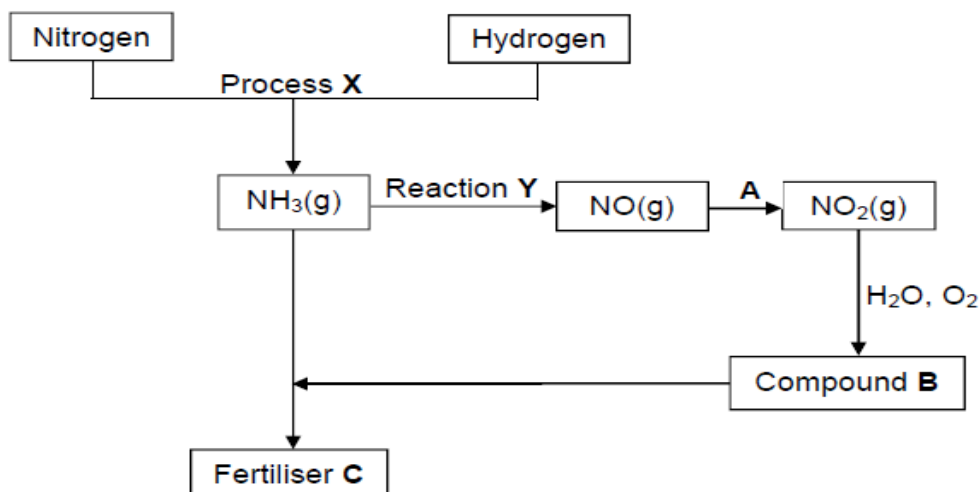 Nitrogen
Hydrogen
Process X
NH₃(g)
Reaction Y
NO(g)
A
NO₂(g)
H₂O, O₂
Compound B
Fertiliser C